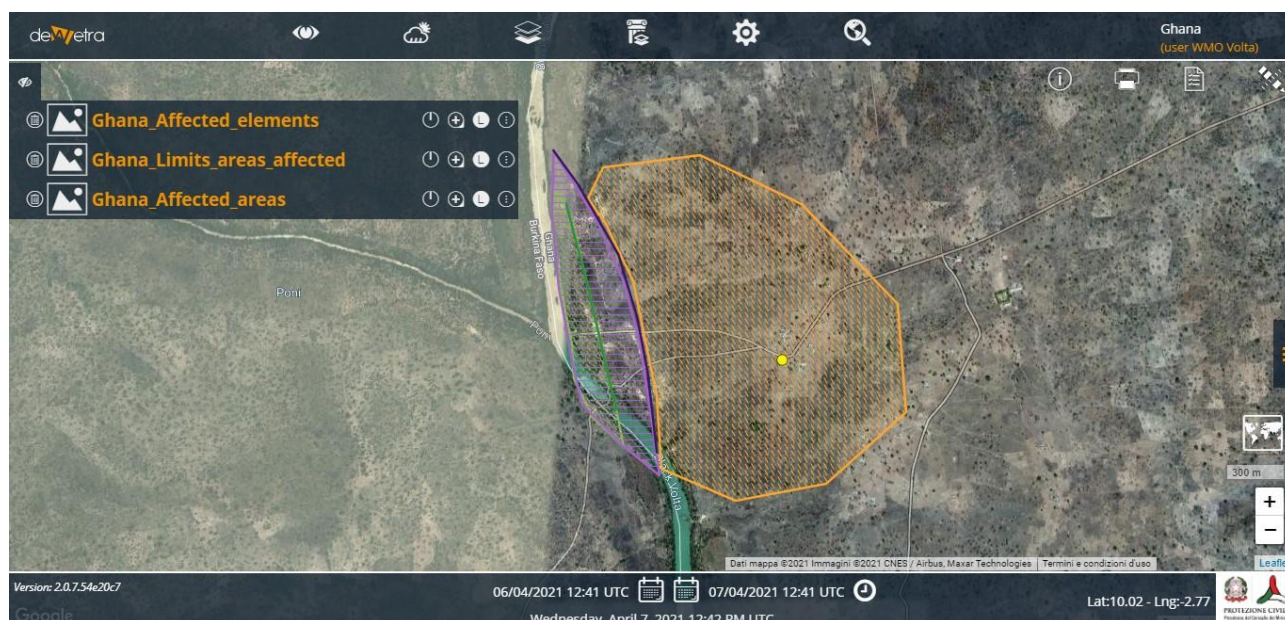 dewetra
Ghana
(user WMO Volta)
Ghana_Affected_elements
L
Ghana_Limits_areas_affected
L
Ghana_Affected_areas
L
Ghana
Burkina Faso
Poni
Poni
300 m
+
−
Dati mappa ©2021 Immagini ©2021 CNES / Airbus, Maxar Technologies
Termini e condizioni d'uso
Version: 2.0.7.54e20c7
06/04/2021 12:41 UTC
07/04/2021 12:41 UTC
Lat:10.02 - Lng:-2.77
Google
Wednesday, April 7, 2021 12:42 PM UTC
PROTEZIONE CIVILE